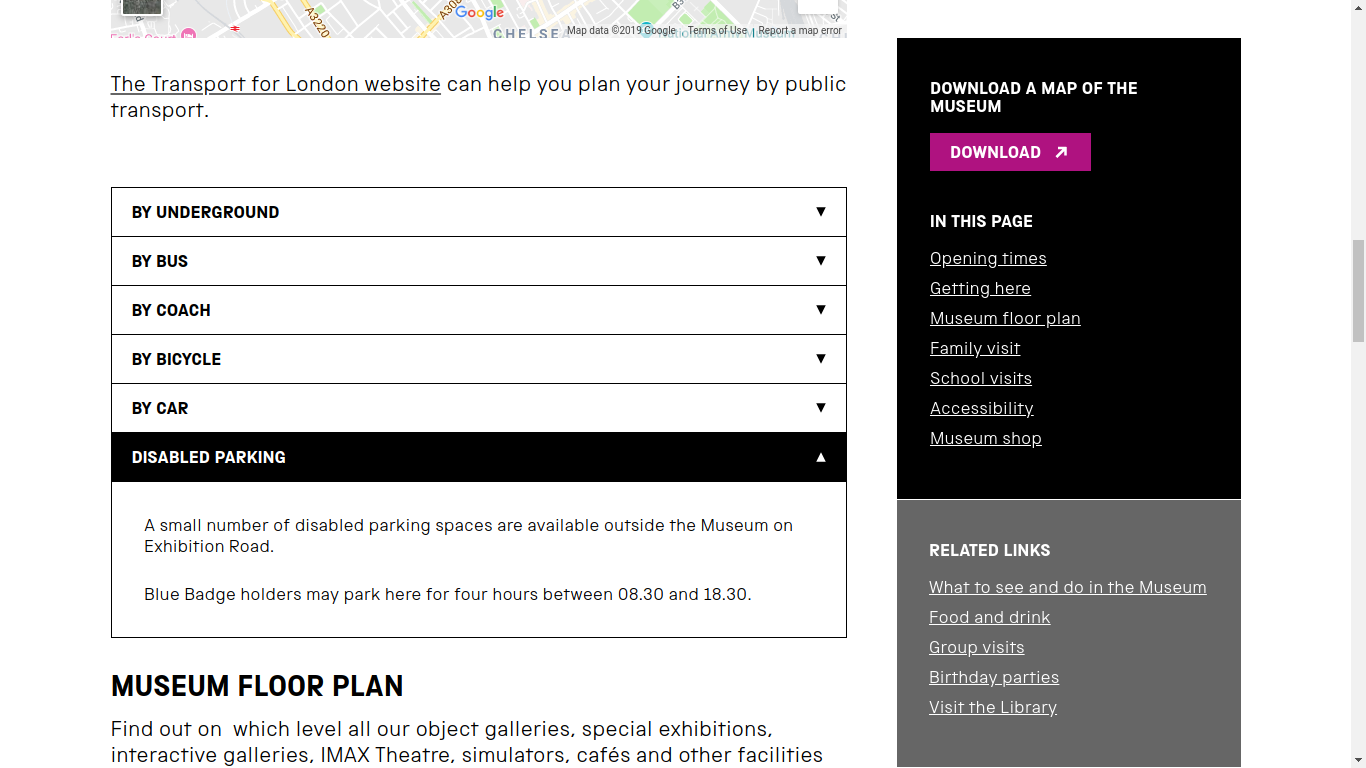 Google
A3220
A308
B3
CHELSE
Map data ©2019 Google
Terms of Use
Report a map error
The Transport for London website can help you plan your journey by public
transport.
BY UNDERGROUND ▼
BY BUS ▼
BY COACH ▼
BY BICYCLE ▼
BY CAR ▼
DISABLED PARKING ▲
A small number of disabled parking spaces are available outside the Museum on
Exhibition Road.
Blue Badge holders may park here for four hours between 08.30 and 18.30.
MUSEUM FLOOR PLAN
Find out on which level all our object galleries, special exhibitions,
interactive galleries, IMAX Theatre, simulators, cafés and other facilities
DOWNLOAD A MAP OF THE
MUSEUM
DOWNLOAD
IN THIS PAGE
Opening times
Getting here
Museum floor plan
Family visit
School visits
Accessibility
Museum shop
RELATED LINKS
What to see and do in the Museum
Food and drink
Group visits
Birthday parties
Visit the Library